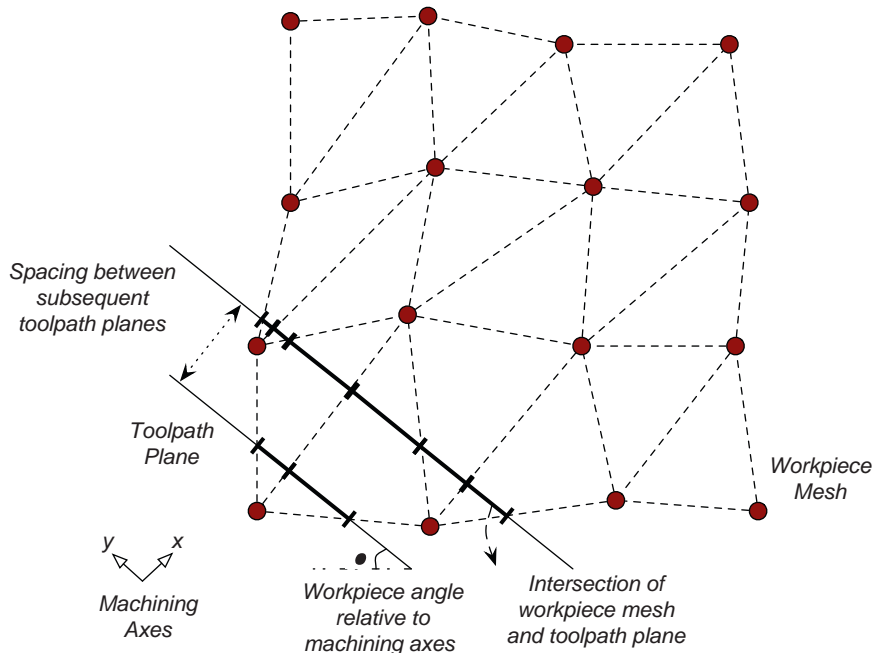 Spacing between
subsequent
toolpath planes
Toolpath
Plane
Workpiece
Mesh
y
x
Machining
Axes
Workpiece angle
relative to
machining axes
Intersection of
workpiece mesh
and toolpath plane